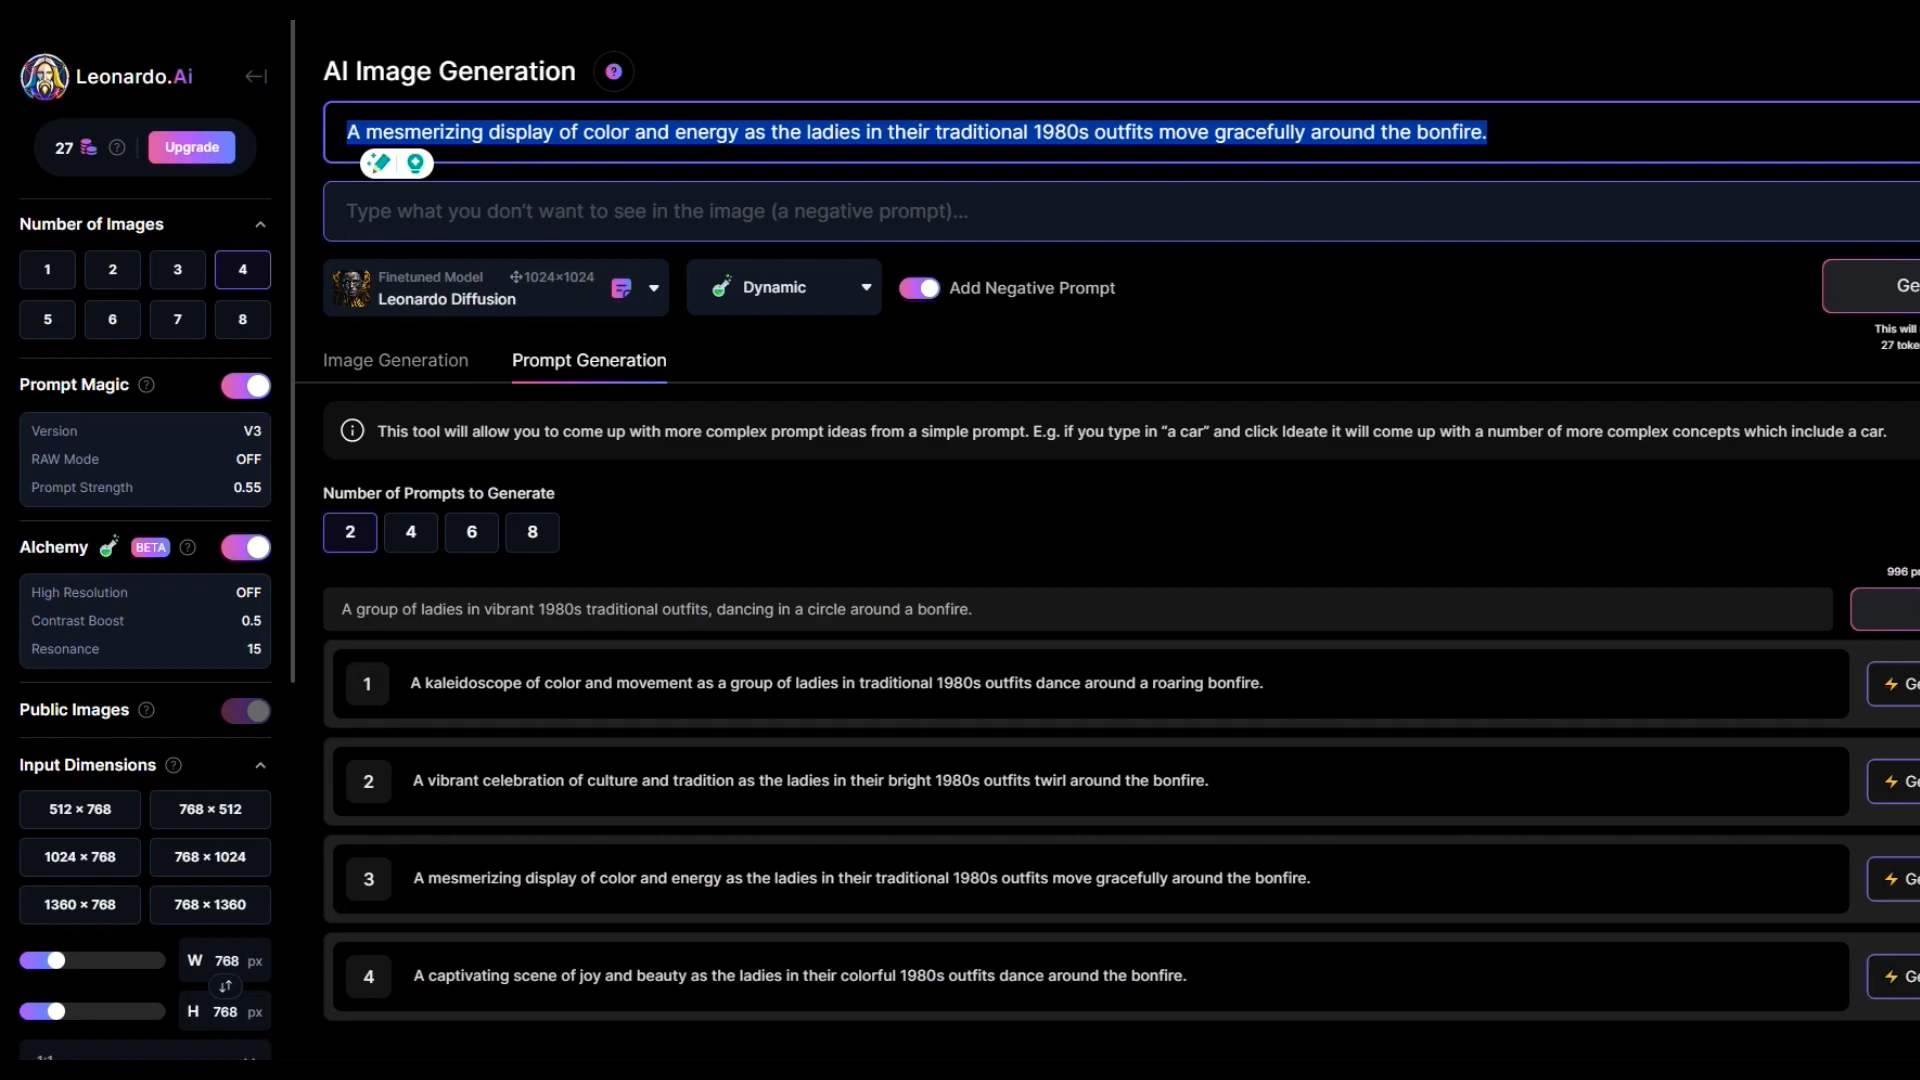 Leonardo.Ai
27 Upgrade
Number of Images
1 2 3 4
5 6 7 8
Prompt Magic
Version V3
RAW Mode OFF
Prompt Strength 0.55
Alchemy BETA
High Resolution OFF
Contrast Boost 0.5
Resonance 15
Public Images
Input Dimensions
512 × 768 768 × 512
1024 × 768 768 × 1024
1360 × 768 768 × 1360
W 768 px
H 768 px
AI Image Generation ?
A mesmerizing display of color and energy as the ladies in their traditional 1980s outfits move gracefully around the bonfire.
Type what you don't want to see in the image (a negative prompt)...
Finetuned Model 1024×1024
Leonardo Diffusion
Dynamic
Add Negative Prompt
Ge
This will
27 toke
Image Generation Prompt Generation
This tool will allow you to come up with more complex prompt ideas from a simple prompt. E.g. if you type in “a car” and click Ideate it will come up with a number of more complex concepts which include a car.
Number of Prompts to Generate
2 4 6 8
996 p
A group of ladies in vibrant 1980s traditional outfits, dancing in a circle around a bonfire.
1 A kaleidoscope of color and movement as a group of ladies in traditional 1980s outfits dance around a roaring bonfire. Ge
2 A vibrant celebration of culture and tradition as the ladies in their bright 1980s outfits twirl around the bonfire. Ge
3 A mesmerizing display of color and energy as the ladies in their traditional 1980s outfits move gracefully around the bonfire. Ge
4 A captivating scene of joy and beauty as the ladies in their colorful 1980s outfits dance around the bonfire. Ge